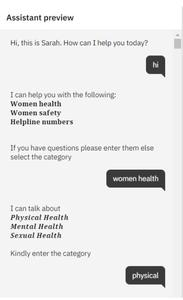 Assistant preview
Hi, this is Sarah. How can I help you today?
hi
I can help you with the following:
Women health
Women safety
Helpline numbers
If you have questions please enter them else
select the category
women health
I can talk about
Physical Health
Mental Health
Sexual Health
Kindly enter the category
physical